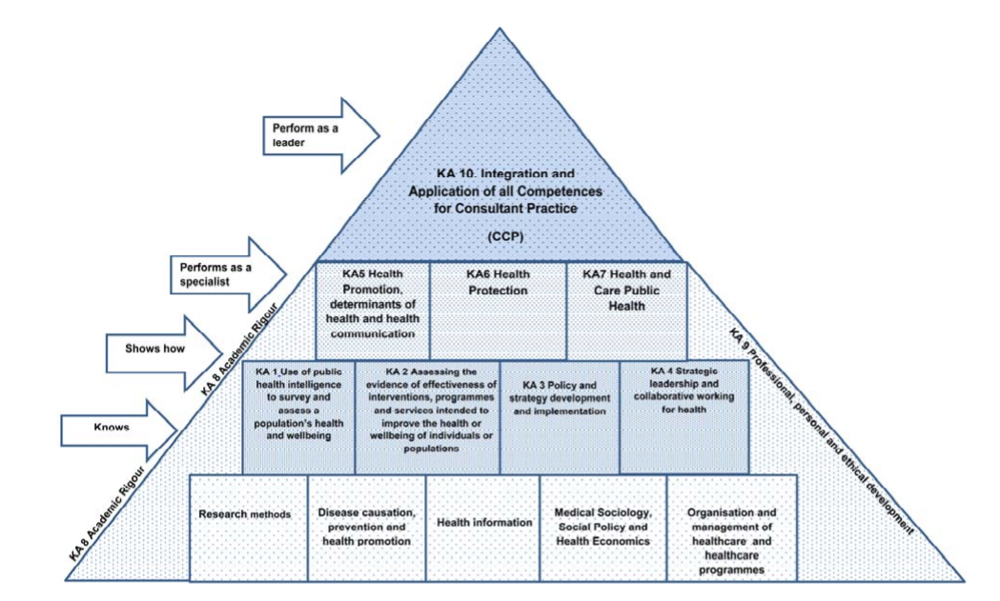 Perform as a
leader
KA 10. Integration and
Application of all Competences
for Consultant Practice
(CCP)
Performs as a
specialist
KA5 Health
Promotion,
determinants of
health and health
communication
KA6 Health
Protection
KA7 Health and
Care Public
Health
Shows how
KA 8 Academic Rigour
KA 9 Professional, personal and ethical development
KA 1 Use of public
health intelligence
to survey and
assess a
population's health
and wellbeing
KA 2 Assessing the
evidence of effectiveness of
interventions, programmes
and services intended to
improve the health or
wellbeing of individuals or
populations
KA 3 Policy and
strategy development
and implementation
KA 4 Strategic
leadership and
collaborative working
for health
Knows
KA 8 Academic Rigour
Research methods
Disease causation,
prevention and
health promotion
Health information
Medical Sociology,
Social Policy and
Health Economics
Organisation and
management of
healthcare and
healthcare
programmes